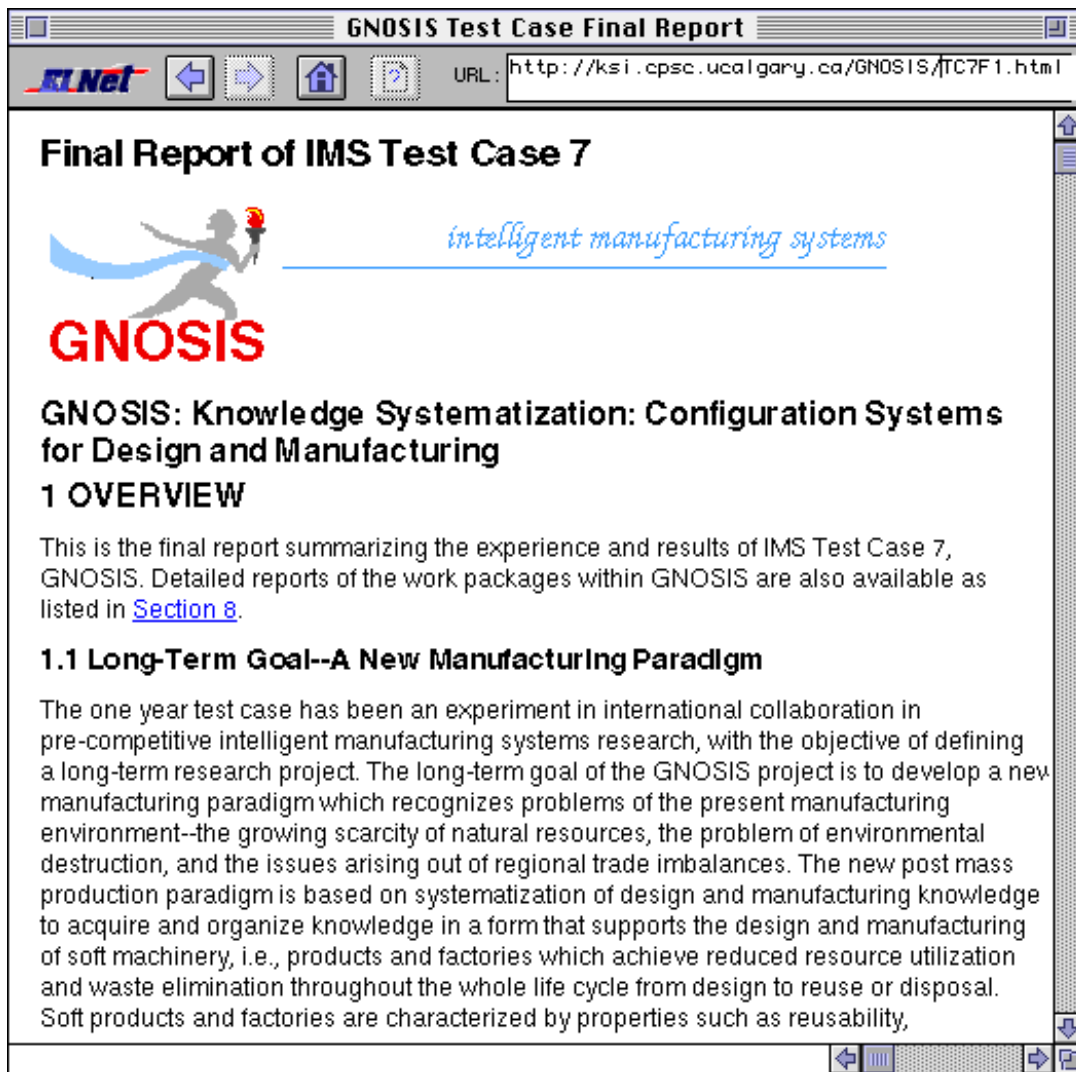 GNOSIS Test Case Final Report
EINet
URL: http://ksi.cpsc.ucalgary.ca/GNOSIS/TC7F1.html
Final Report of IMS Test Case 7
intelligent manufacturing systems
GNOSIS
GNOSIS: Knowledge Systematization: Configuration Systems
for Design and Manufacturing
1 OVERVIEW
This is the final report summarizing the experience and results of IMS Test Case 7,
GNOSIS. Detailed reports of the work packages within GNOSIS are also available as
listed in Section 8.
1.1 Long-Term Goal--A New Manufacturing Paradigm
The one year test case has been an experiment in international collaboration in
pre-competitive intelligent manufacturing systems research, with the objective of defining
a long-term research project. The long-term goal of the GNOSIS project is to develop a new
manufacturing paradigm which recognizes problems of the present manufacturing
environment--the growing scarcity of natural resources, the problem of environmental
destruction, and the issues arising out of regional trade imbalances. The new post mass
production paradigm is based on systematization of design and manufacturing knowledge
to acquire and organize knowledge in a form that supports the design and manufacturing
of soft machinery, i.e., products and factories which achieve reduced resource utilization
and waste elimination throughout the whole life cycle from design to reuse or disposal.
Soft products and factories are characterized by properties such as reusability,